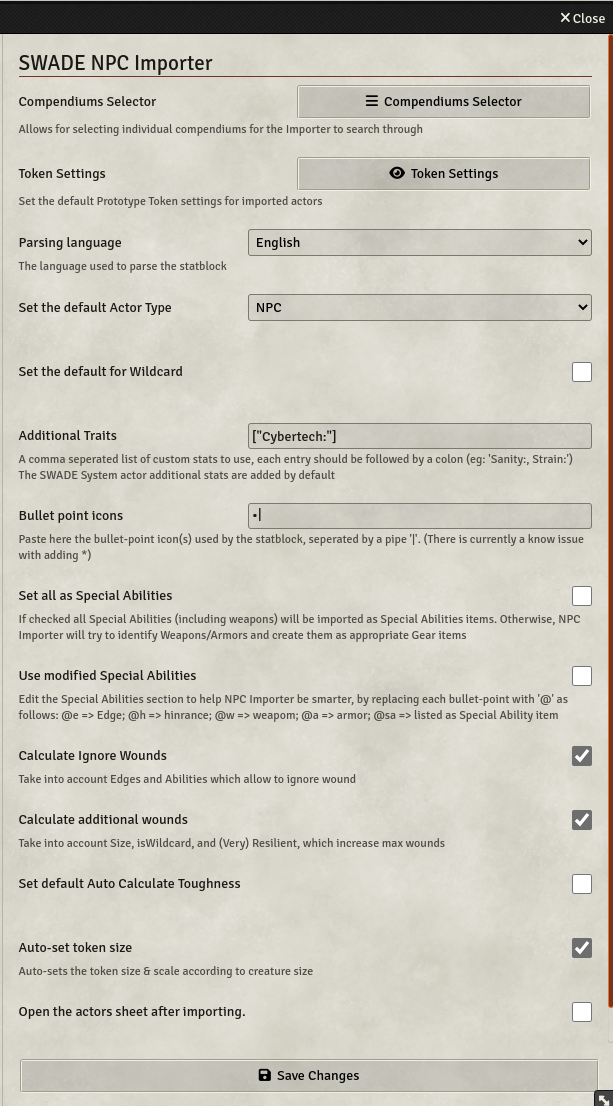 Close
SWADE NPC Importer
Compendiums Selector
Compendiums Selector
Allows for selecting individual compendiums for the Importer to search through
Token Settings
Token Settings
Set the default Prototype Token settings for imported actors
Parsing language
English
The language used to parse the statblock
Set the default Actor Type
NPC
Set the default for Wildcard
Additional Traits
["Cybertech:"]
A comma seperated list of custom stats to use, each entry should be followed by a colon (eg: 'Sanity:, Strain:')
The SWADE System actor additional stats are added by default
Bullet point icons
•|
Paste here the bullet-point icon(s) used by the statblock, seperated by a pipe '|'. (There is currently a know issue
with adding *)
Set all as Special Abilities
If checked all Special Abilities (including weapons) will be imported as Special Abilities items. Otherwise, NPC
Importer will try to identify Weapons/Armors and create them as appropriate Gear items
Use modified Special Abilities
Edit the Special Abilities section to help NPC Importer be smarter, by replacing each bullet-point with '@' as
follows: @e => Edge; @h => hinrance; @w => weapom; @a => armor; @sa => listed as Special Ability item
Calculate Ignore Wounds
Take into account Edges and Abilities which allow to ignore wound
Calculate additional wounds
Take into account Size, isWildcard, and (Very) Resilient, which increase max wounds
Set default Auto Calculate Toughness
Auto-set token size
Auto-sets the token size & scale according to creature size
Open the actors sheet after importing.
Save Changes